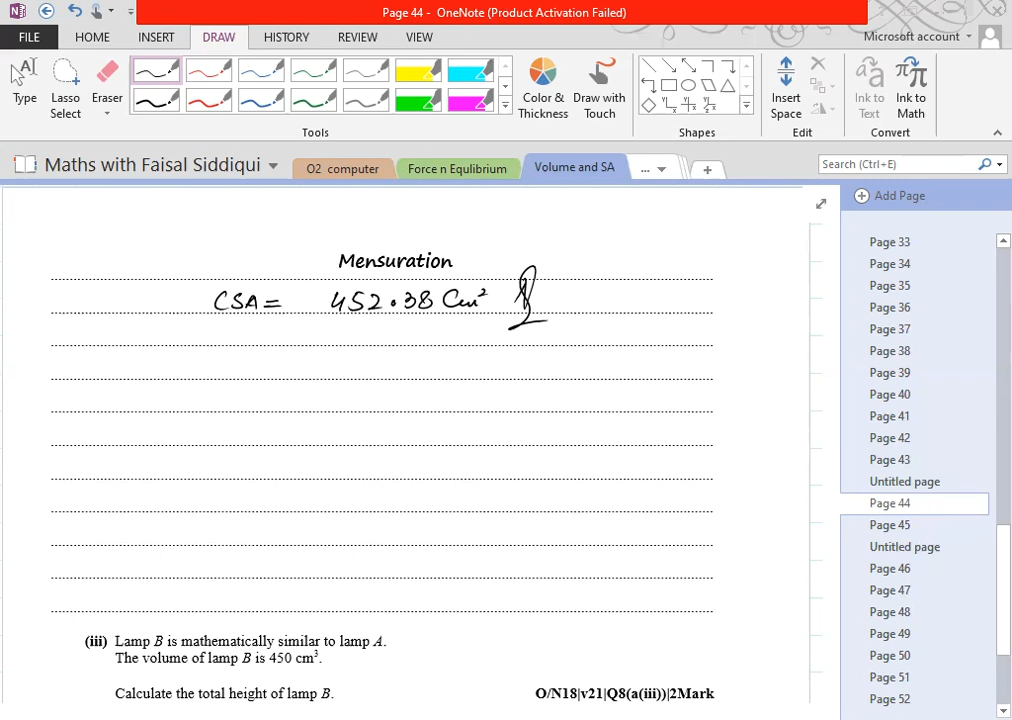 Page 44 - OneNote (Product Activation Failed)
FILE HOME INSERT DRAW HISTORY REVIEW VIEW Microsoft account
Type Lasso Select Eraser Color & Thickness Draw with Touch Insert Space Ink to Text Ink to Math
Tools Shapes Edit Convert
Maths with Faisal Siddiqui O2 computer Force n Equlibrium Volume and SA ... Search (Ctrl+E)
Add Page
Mensuration
CSA = 452.38 Cm²
(iii) Lamp B is mathematically similar to lamp A.
The volume of lamp B is 450 cm³.
Calculate the total height of lamp B. O/N18|v21|Q8(a(iii))|2Mark
Page 33
Page 34
Page 35
Page 36
Page 37
Page 38
Page 39
Page 40
Page 41
Page 42
Page 43
Untitled page
Page 44
Page 45
Untitled page
Page 46
Page 47
Page 48
Page 49
Page 50
Page 51
Page 52